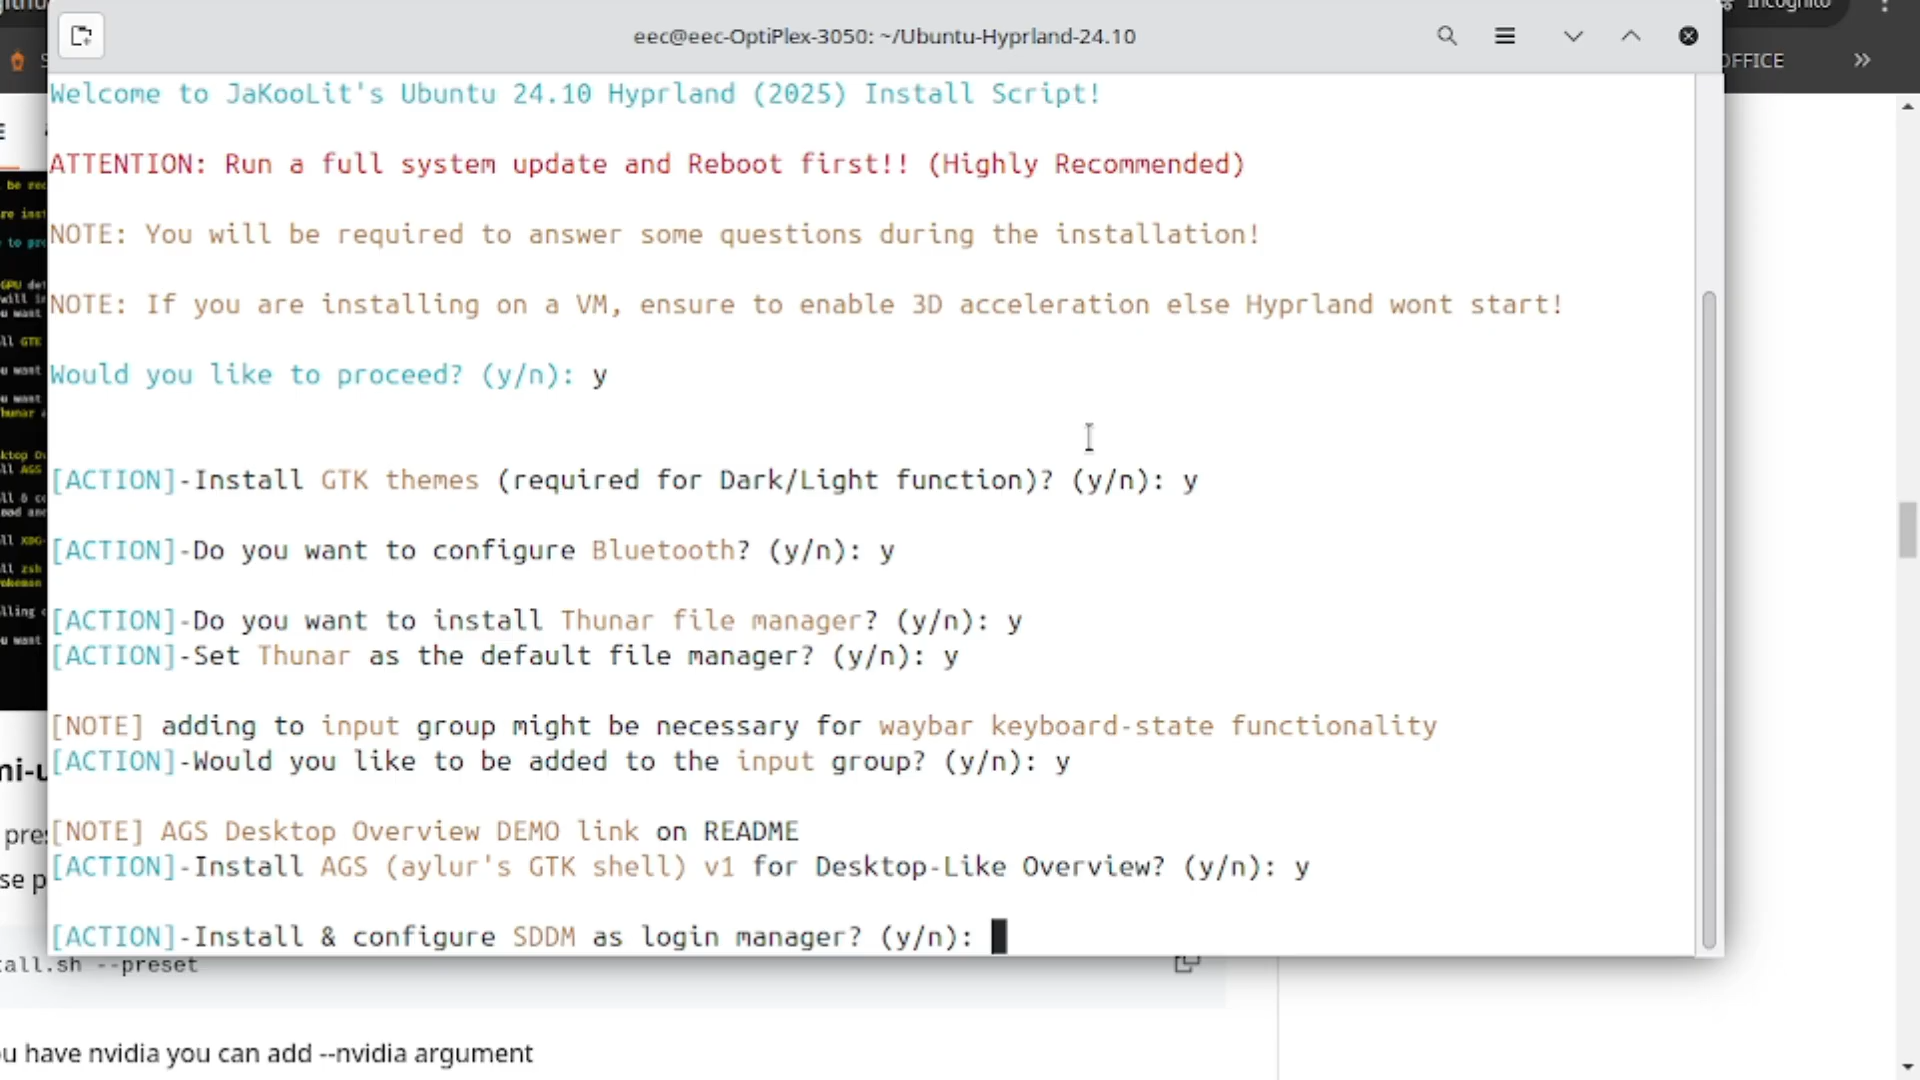 Incognito
eec@eec-OptiPlex-3050: ~/Ubuntu-Hyprland-24.10
OFFICE
Welcome to JaKooLit's Ubuntu 24.10 Hyprland (2025) Install Script!
ATTENTION: Run a full system update and Reboot first!! (Highly Recommended)
NOTE: You will be required to answer some questions during the installation!
NOTE: If you are installing on a VM, ensure to enable 3D acceleration else Hyprland wont start!
Would you like to proceed? (y/n): y
[ACTION]-Install GTK themes (required for Dark/Light function)? (y/n): y
[ACTION]-Do you want to configure Bluetooth? (y/n): y
[ACTION]-Do you want to install Thunar file manager? (y/n): y
[ACTION]-Set Thunar as the default file manager? (y/n): y
[NOTE] adding to input group might be necessary for waybar keyboard-state functionality
[ACTION]-Would you like to be added to the input group? (y/n): y
[NOTE] AGS Desktop Overview DEMO link on README
[ACTION]-Install AGS (aylur's GTK shell) v1 for Desktop-Like Overview? (y/n): y
[ACTION]-Install & configure SDDM as login manager? (y/n):
tall.sh --preset
ou have nvidia you can add --nvidia argument